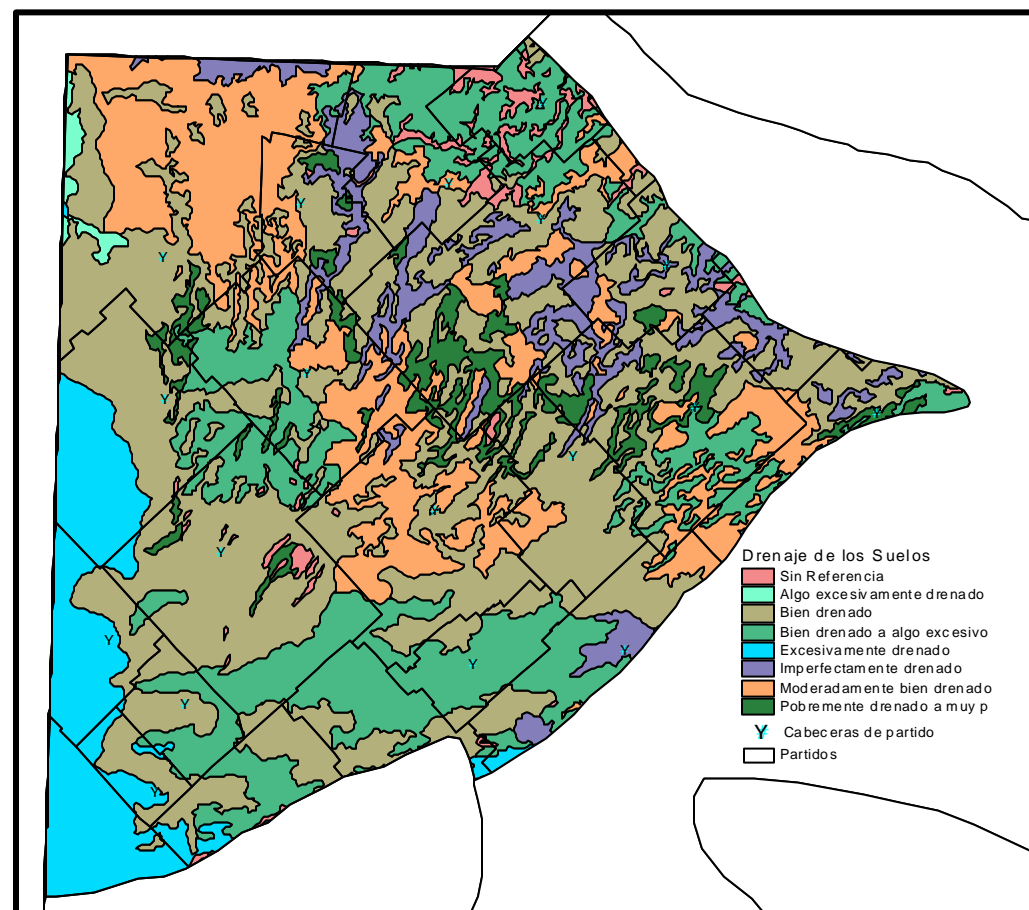 Drenaje de los Suelos
Sin Referencia
Algo excesivamente drenado
Bien drenado
Bien drenado a algo excesivo
Excesivamente drenado
Imperfectamente drenado
Moderadamente bien drenado
Pobremente drenado a muy p
Y Cabeceras de partido
Partidos